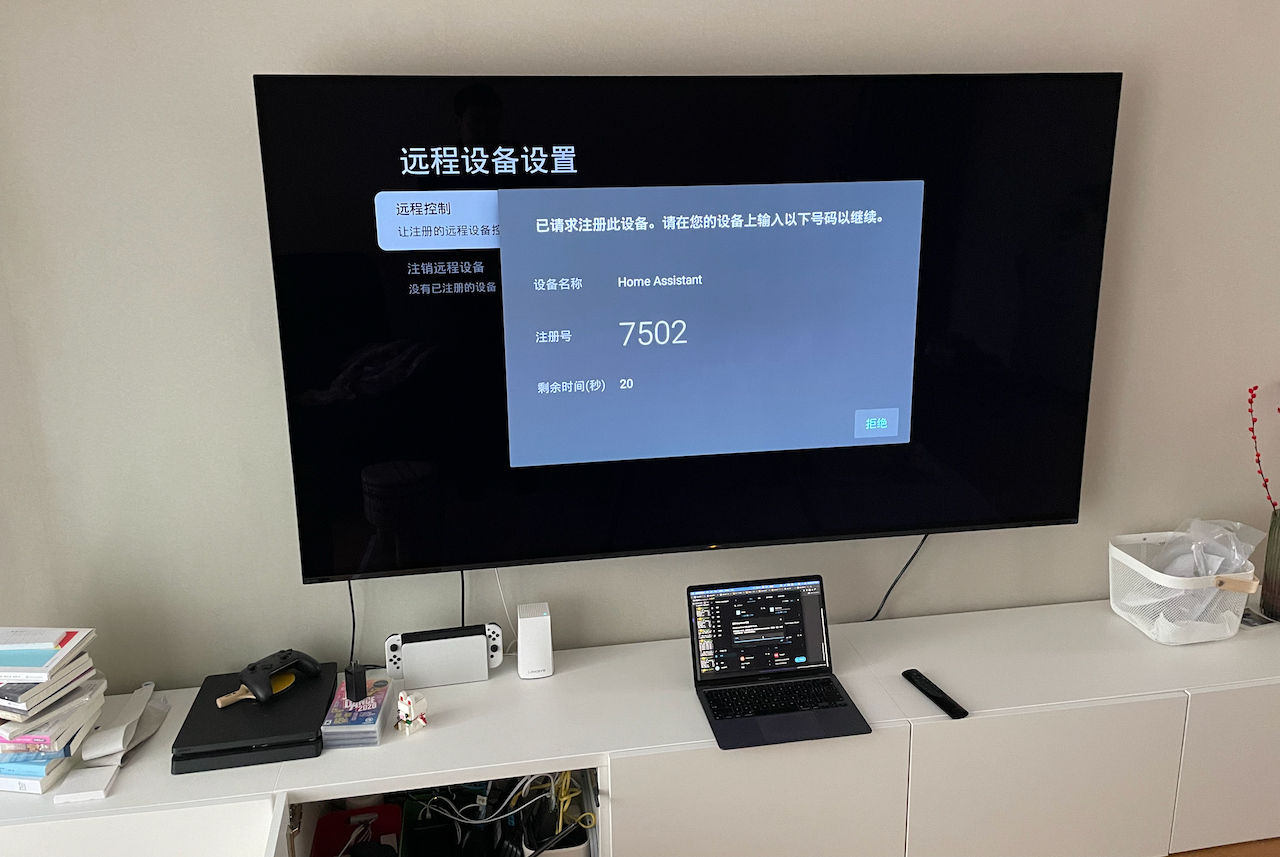 远程设备设置
远程控制
让注册的远程设备控
注销远程设备
没有已注册的设备
已请求注册此设备。请在您的设备上输入以下号码以继续。
设备名称 Home Assistant
注册号 7502
剩余时间(秒) 20
拒绝
LINKSYS
DANCE
2020